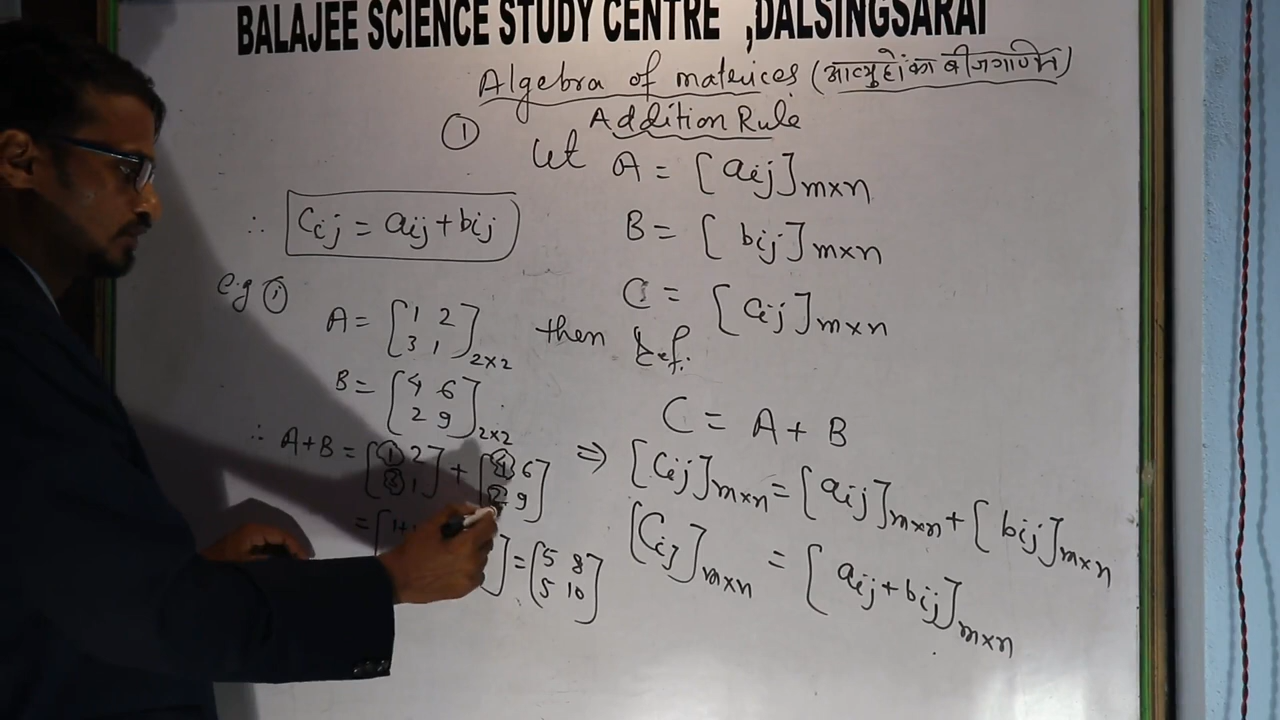 BALAJEE SCIENCE STUDY CENTRE ,DALSINGSARAI
Algebra of matrices (आव्यूहों का बीजगणित)
① Addition Rule
Let A = [aij]m×n
B = [bij]m×n
C = [cij]m×n
then def.
C = A + B
⇒ [Cij]m×n = [aij]m×n + [bij]m×n
[Cij]m×n = [aij + bij]m×n
∴ Cij = aij + bij
e.g ①
A = [1 2
3 1]2×2
B = [4 6
2 9]2×2
∴ A+B = [1 2
3 1] + [4 6
2 9]
= [1+ ] = [5 8
5 10]